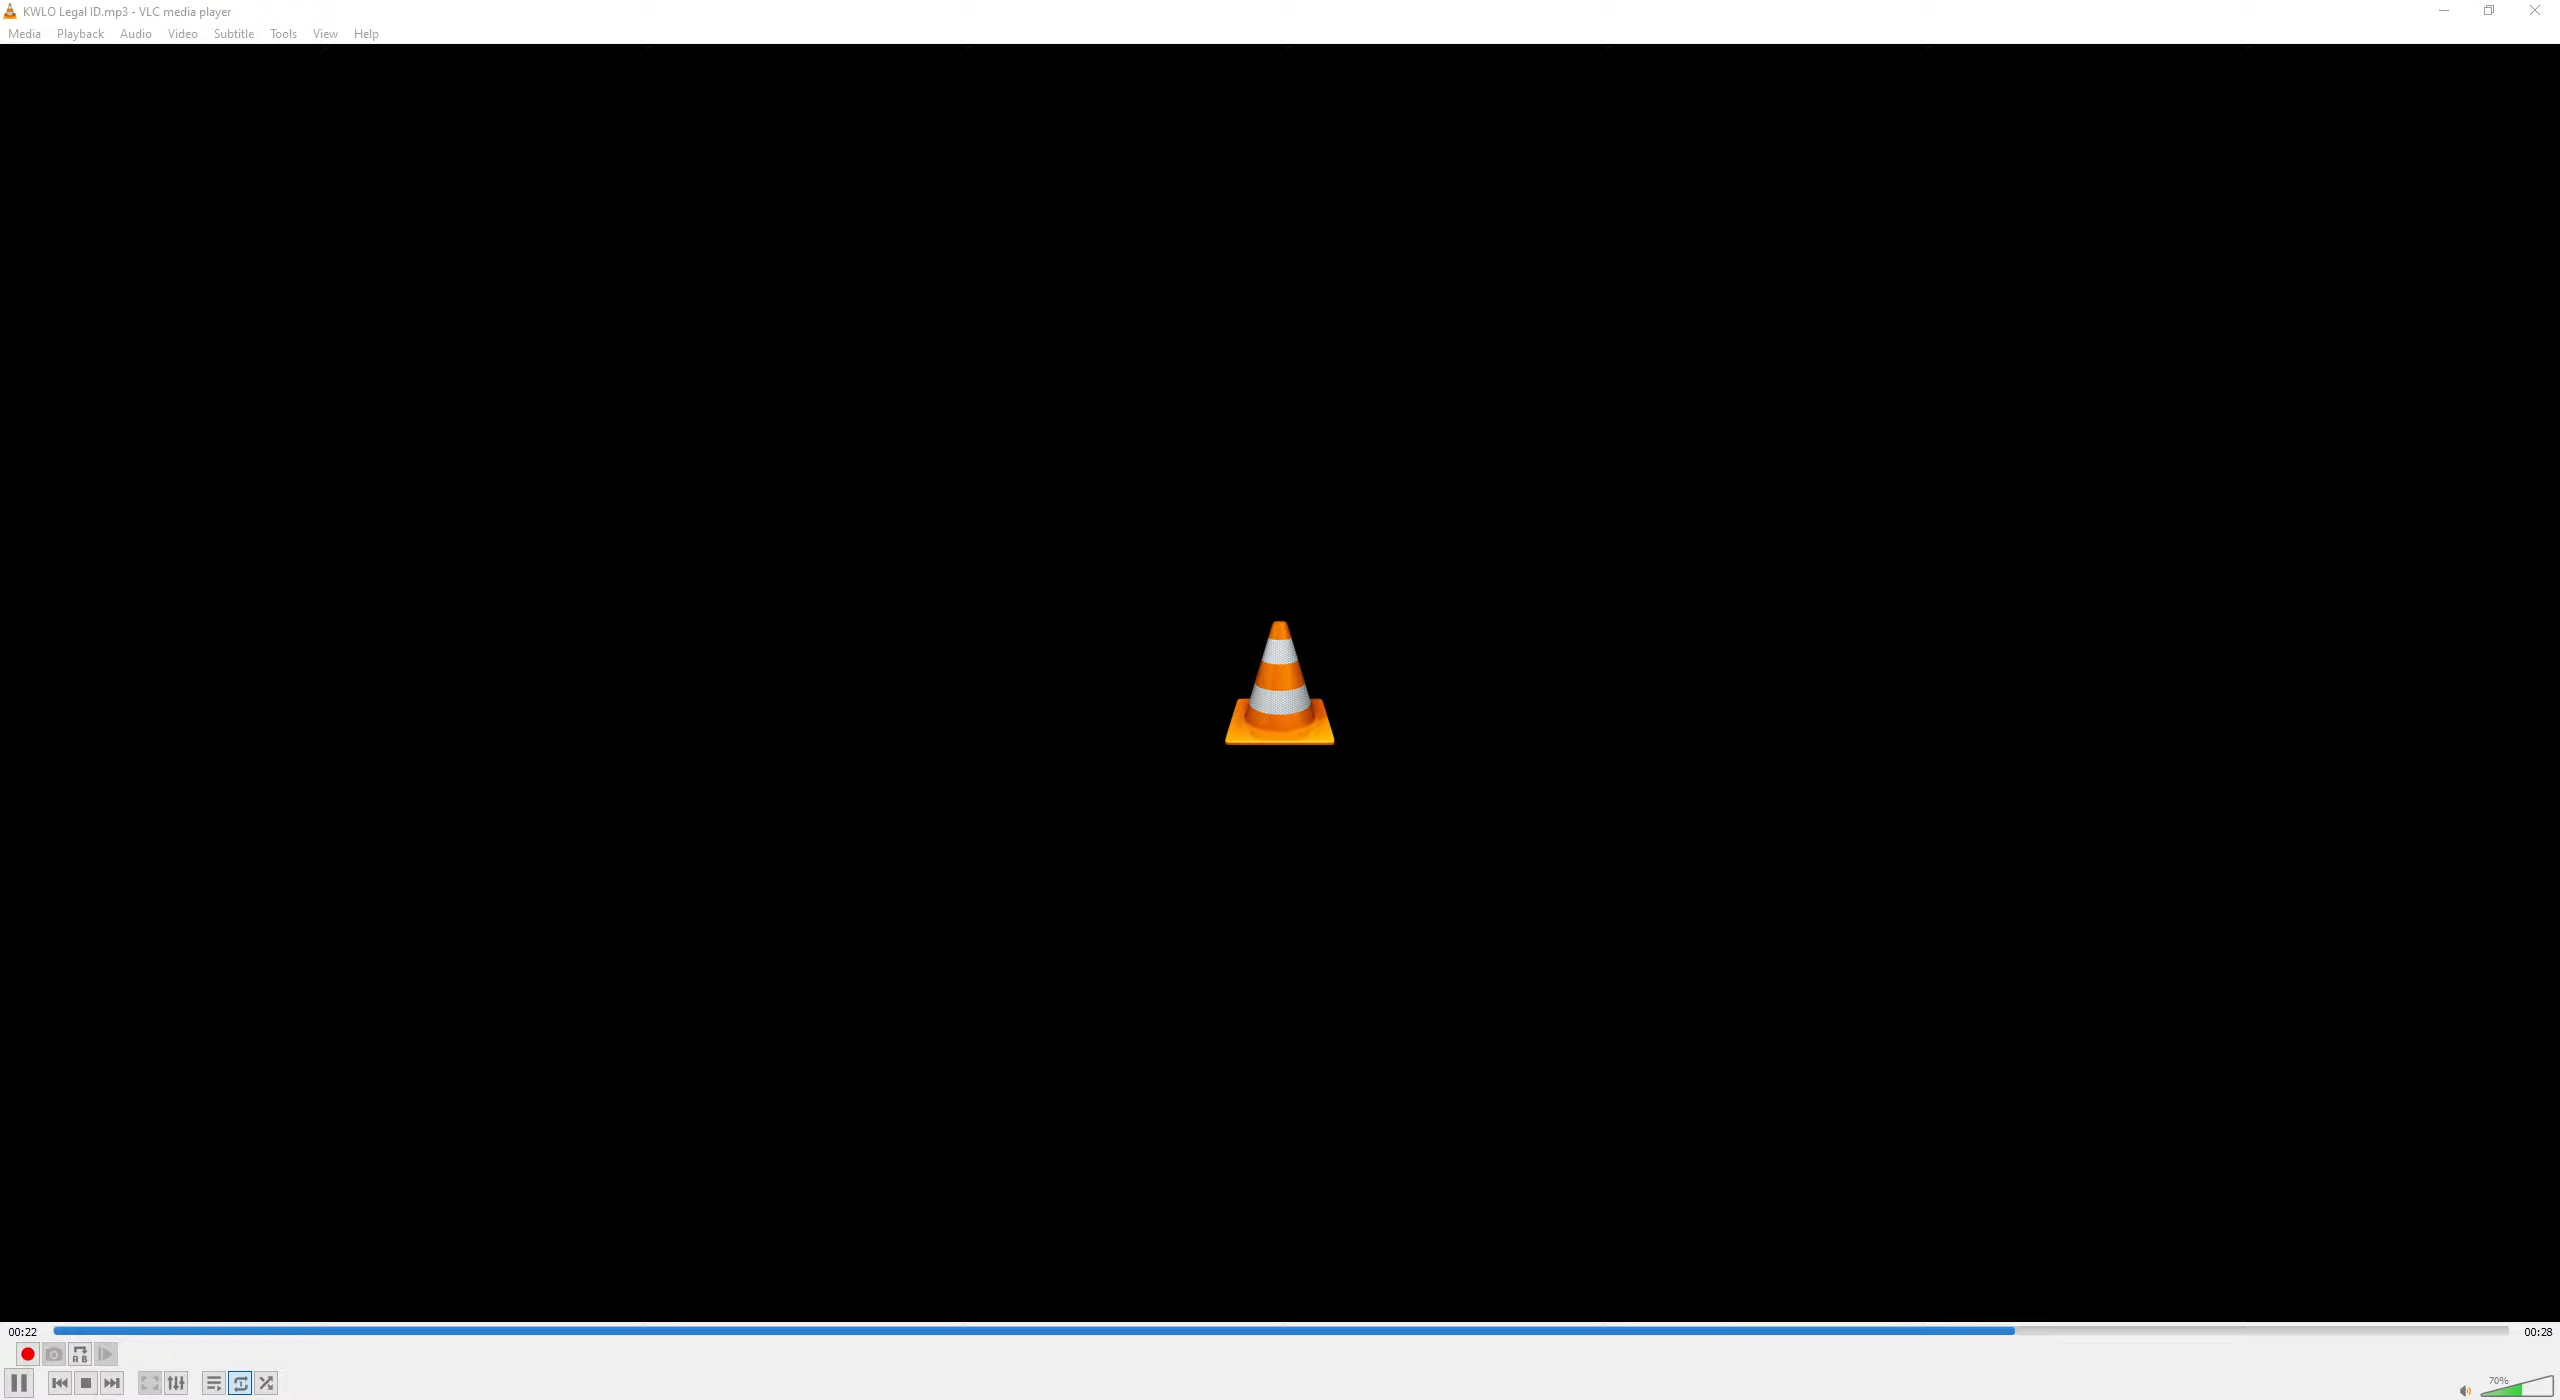 KWLO Legal ID.mp3 - VLC media player
Media Playback Audio Video Subtitle Tools View Help
00:22 00:28
A B
70%